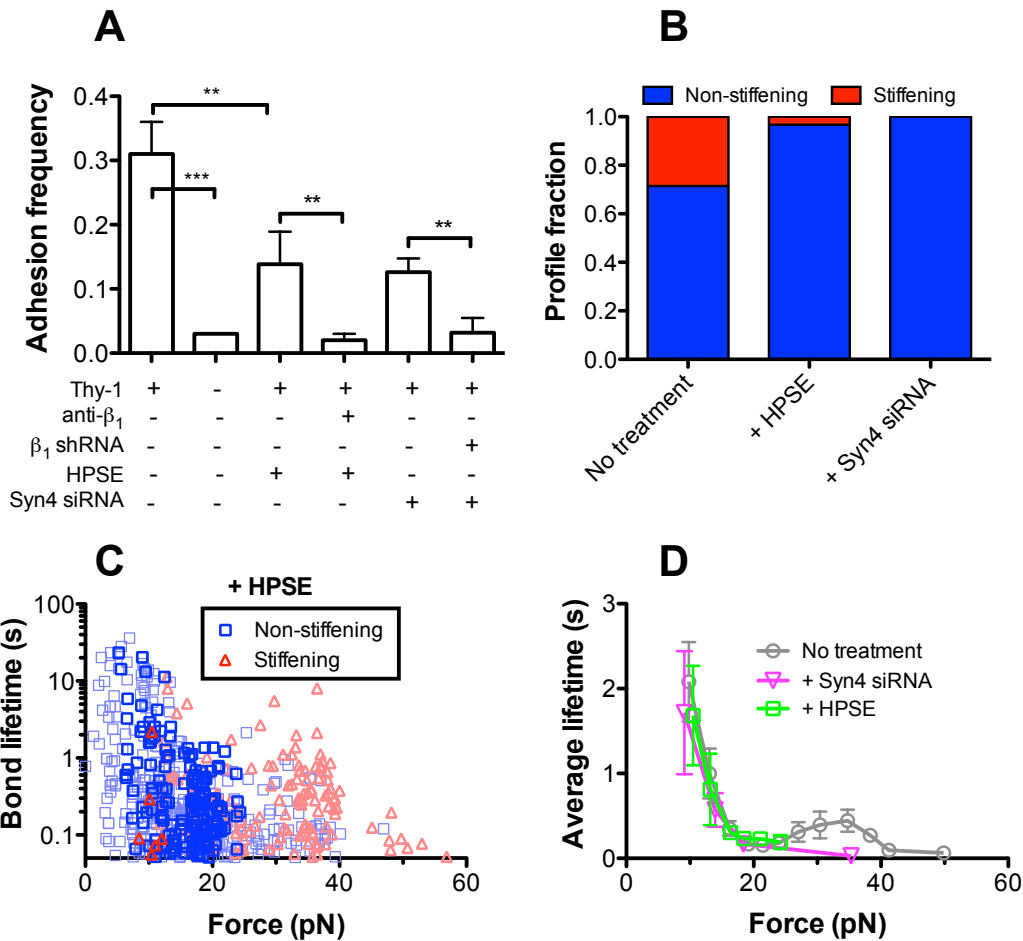 A
Adhesion frequency
0.4
0.3
0.2
0.1
0.0
**
***
**
**
Thy-1 + - + + + +
anti-β1 - - - + - -
β1 shRNA - - - - - +
HPSE - - + + - -
Syn4 siRNA - - - - + +
B
Non-stiffening Stiffening
Profile fraction
1.0
0.8
0.6
0.4
0.2
0.0
No treatment
+ HPSE
+ Syn4 siRNA
C
+ HPSE
Non-stiffening
Stiffening
Bond lifetime (s)
100
10
1
0.1
0 20 40 60
Force (pN)
D
No treatment
+ Syn4 siRNA
+ HPSE
Average lifetime (s)
3
2
1
0
0 20 40 60
Force (pN)